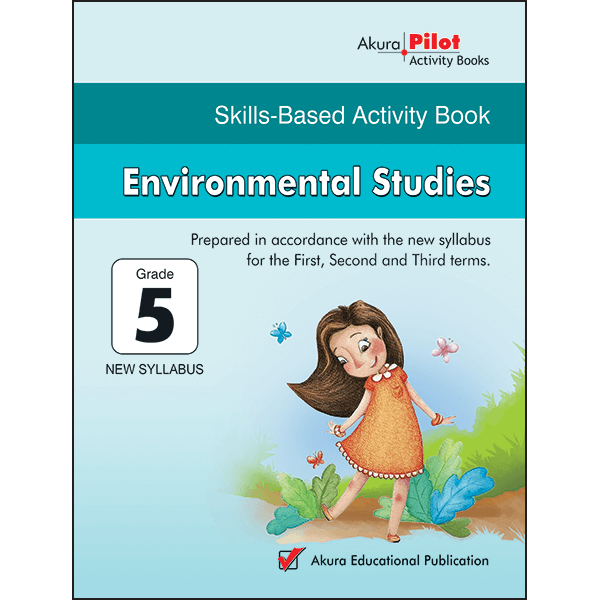 Akura Pilot
Activity Books
Skills-Based Activity Book
Environmental Studies
Prepared in accordance with the new syllabus
for the First, Second and Third terms.
Grade
5
NEW SYLLABUS
Akura Educational Publication